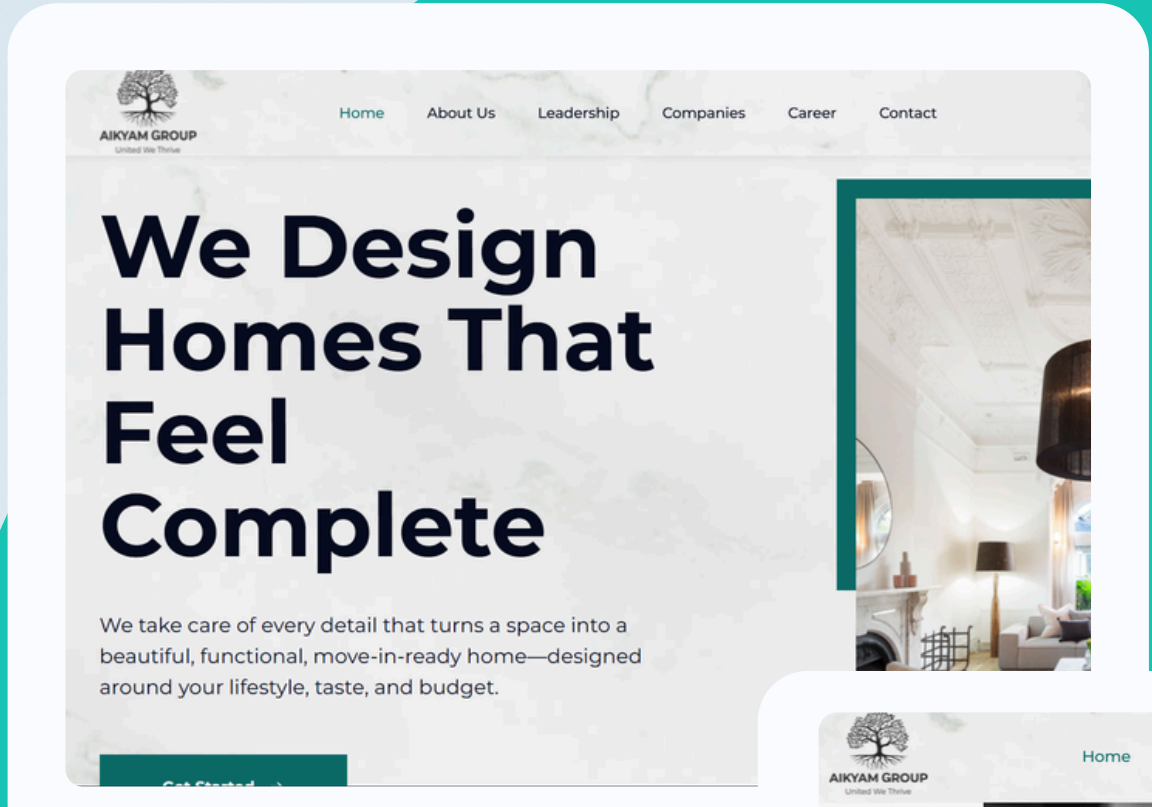 AIKYAM GROUP
United We Thrive
Home About Us Leadership Companies Career Contact
We Design
Homes That
Feel
Complete
We take care of every detail that turns a space into a
beautiful, functional, move-in-ready home—designed
around your lifestyle, taste, and budget.
Get Started →
AIKYAM GROUP
United We Thrive
Home